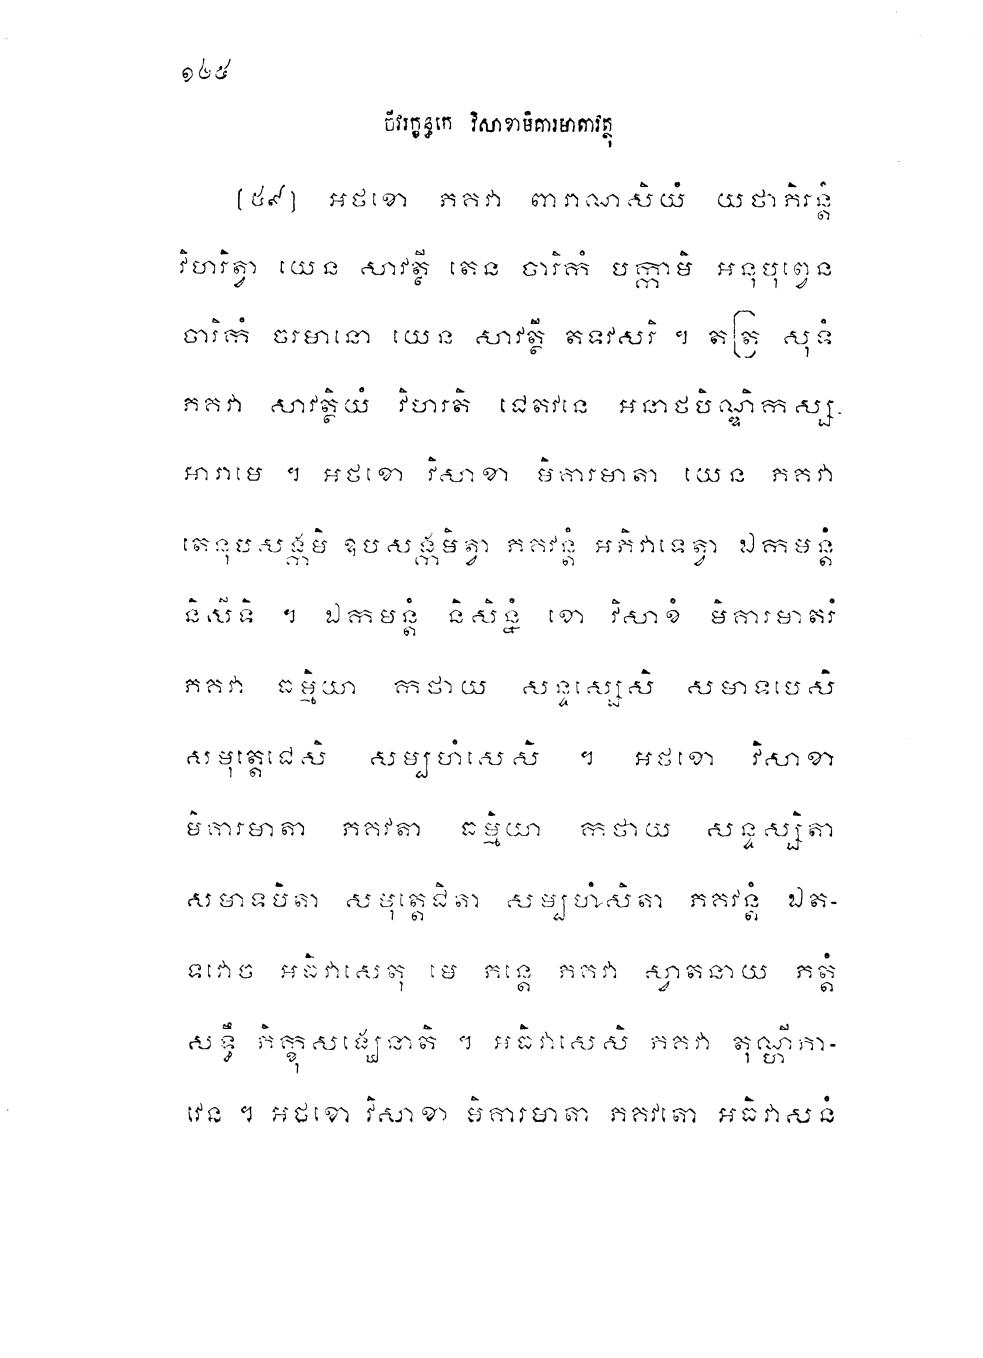 ១៤៥
ចីវរក្ខន្ធកេ វិសាខាមិគារមាតាវត្ថុ
[៥៩] អថខោ ភគវា ពារាណសិយំ យថាភិរន្តំ
វិហរិត្វា យេន សាវត្ថី តេន ចារិកំ បក្កាមិ អនុបុព្វេន
ចារិកំ ចរមានោ យេន សាវត្ថី តទវសរិ ។ តត្រ សុទំ
ភគវា សាវត្ថិយំ វិហរតិ ជេតវនេ អនាថបិណ្ឌិកស្ស
អារាមេ ។ អថខោ វិសាខា មិគារមាតា យេន ភគវា
តេនុបសង្កមិ ឧបសង្កមិត្វា ភគវន្តំ អភិវាទេត្វា ឯកមន្តំ
និសីទិ ។ ឯកមន្តំ និសិន្នំ ខោ វិសាខំ មិគារមាតរំ
ភគវា ធម្មិយា កថាយ សន្ទស្សេសិ សមាទបេសិ
សមុត្តេជេសិ សម្បហំសេសិ ។ អថខោ វិសាខា
មិគារមាតា ភគវតា ធម្មិយា កថាយ សន្ទស្សិតា
សមាទបិតា សមុត្តេជិតា សម្បហំសិតា ភគវន្តំ ឯត-
ទវោច អធិវាសេតុ មេ ភន្តេ ភគវា ស្វាតនាយ ភត្តំ
សទ្ធឹ ភិក្ខុសង្ឃេនាតិ ។ អធិវាសេសិ ភគវា តុណ្ហីភា-
វេន ។ អថខោ វិសាខា មិគារមាតា ភគវតោ អធិវាសនំ